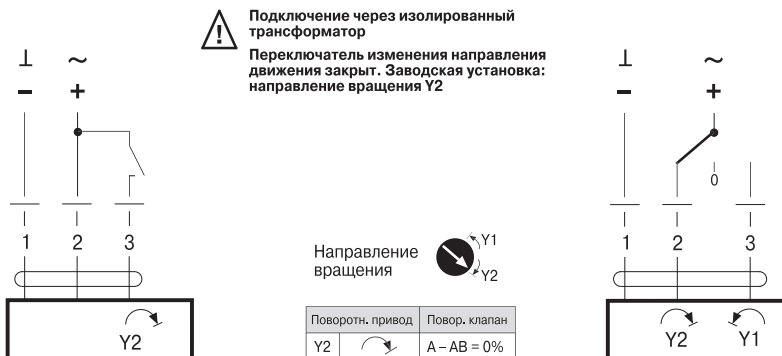 Подключение через изолированный
трансформатор
Переключатель изменения направления
движения закрыт. Заводская установка:
направление вращения Y2
⊥ ~
– +
1 2 3
Y2
Направление
вращения
Y1
Y2
Поворотн. привод Повор. клапан
Y2 A – AB = 0%
⊥ ~
– +
0
1 2 3
Y2 Y1